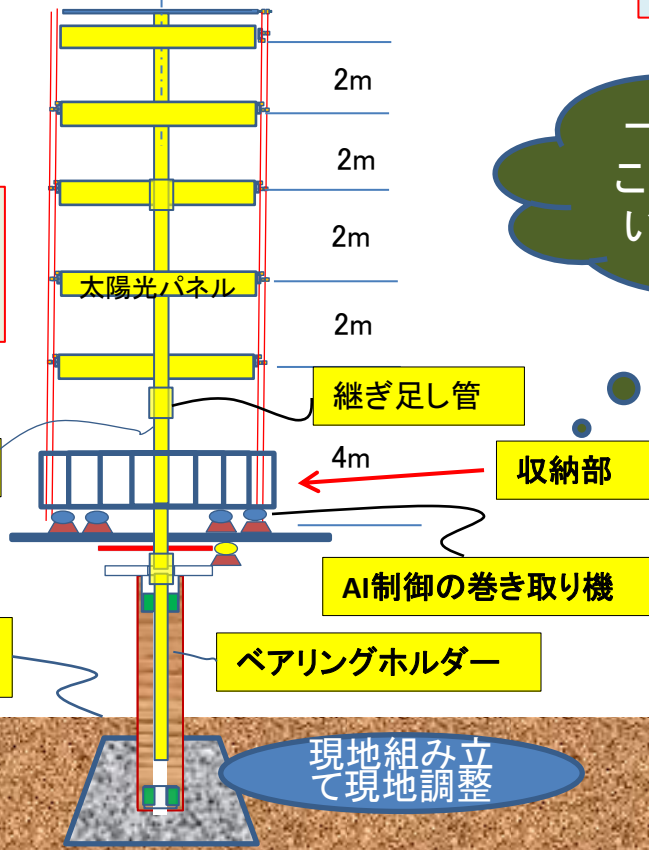 2m
2m
2m
太陽光パネル
2m
継ぎ足し管
4m
収納部
AI制御の巻き取り機
ベアリングホルダー
現地組み立
て現地調整